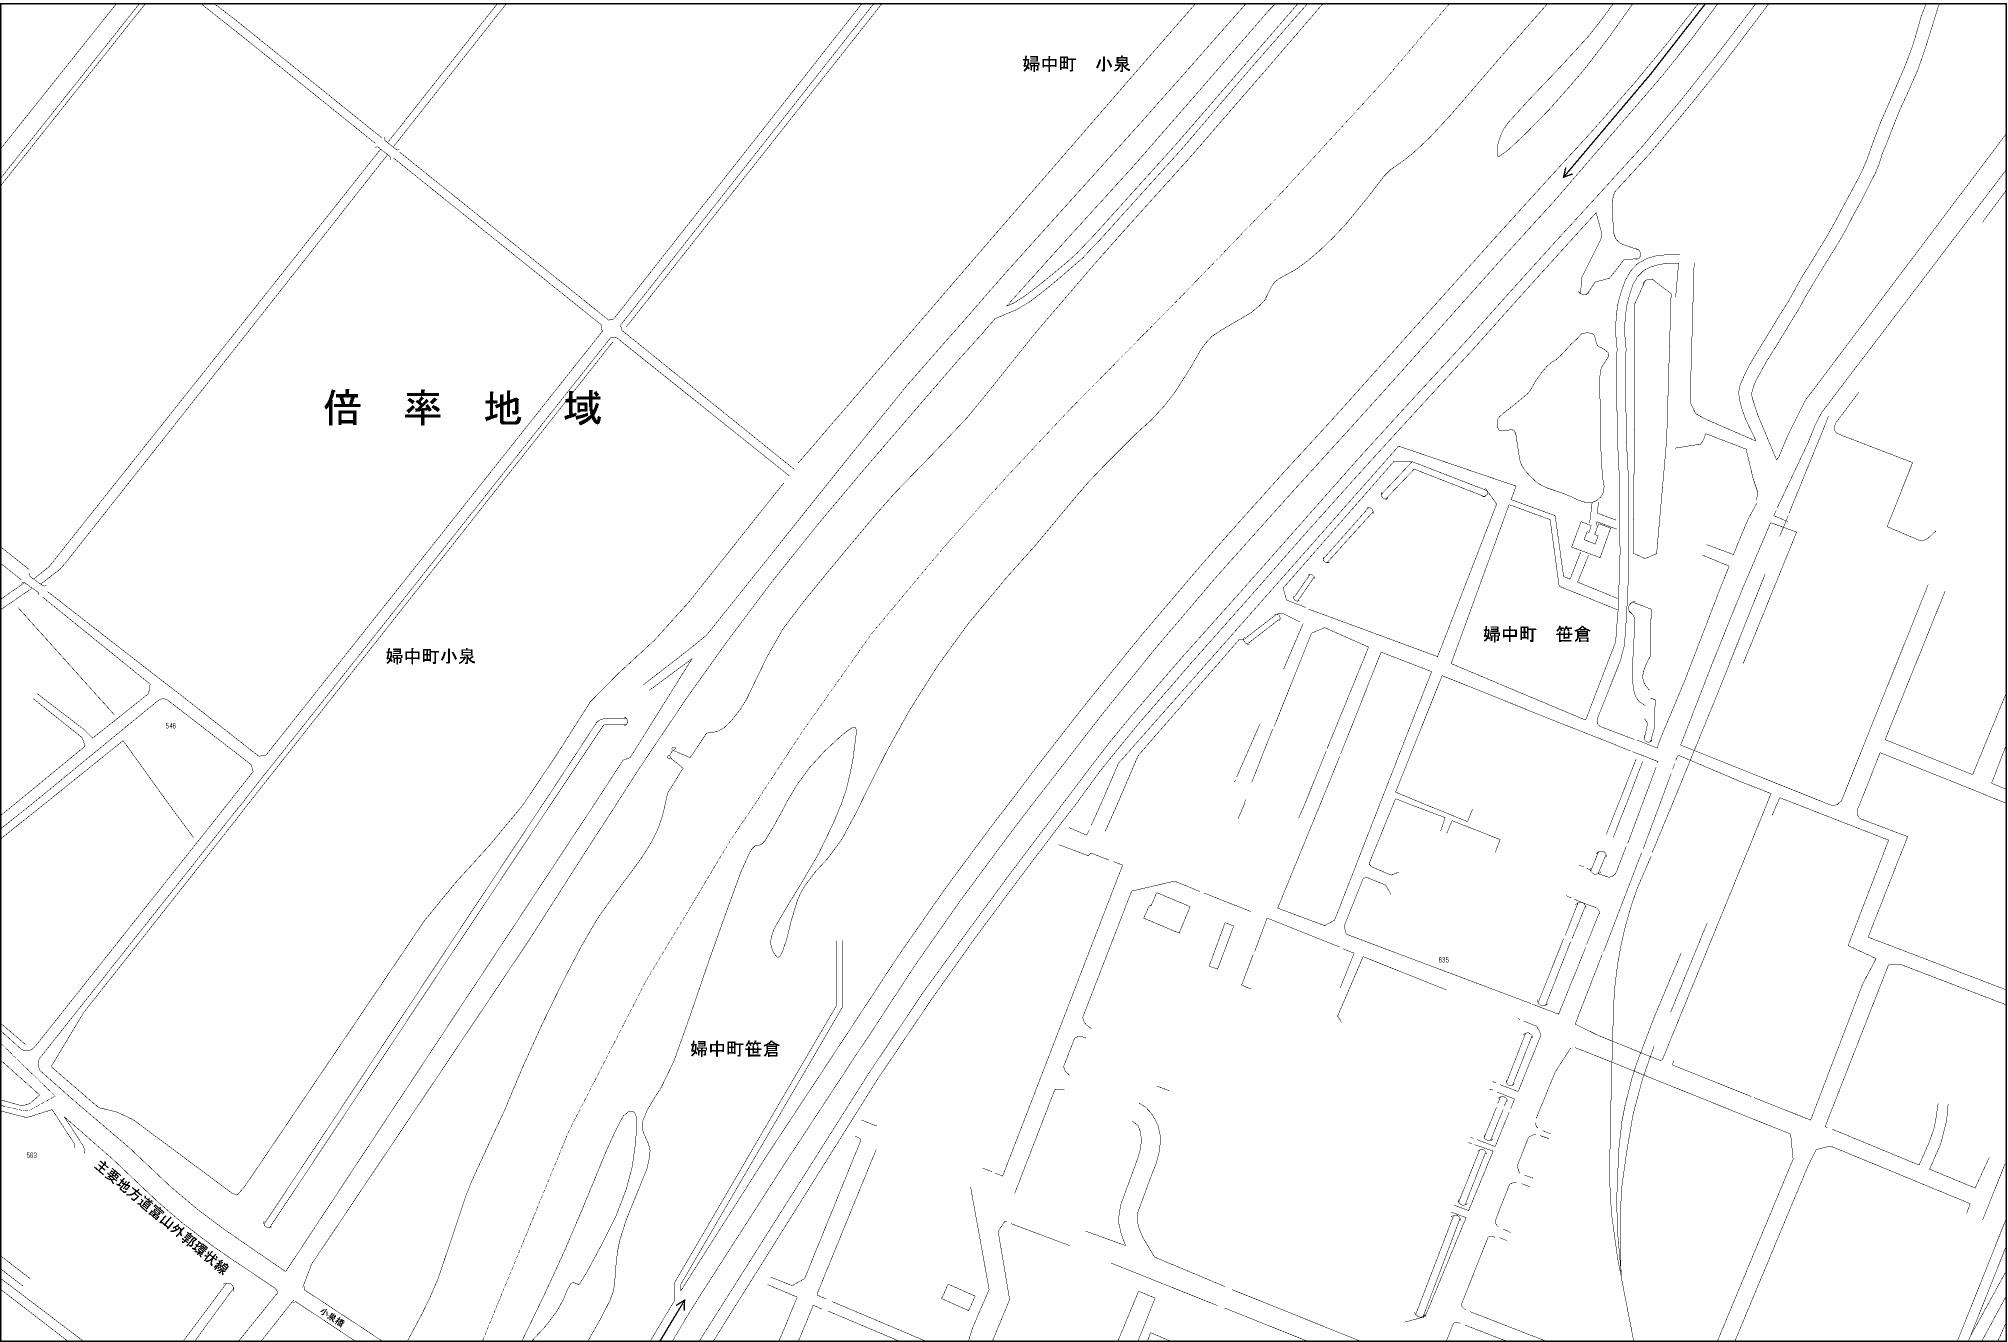 婦中町　小泉
倍　率　地　域
婦中町　笹倉
婦中町小泉
546
635
婦中町笹倉
563
主要地方道富山外郭環状線
小泉橋